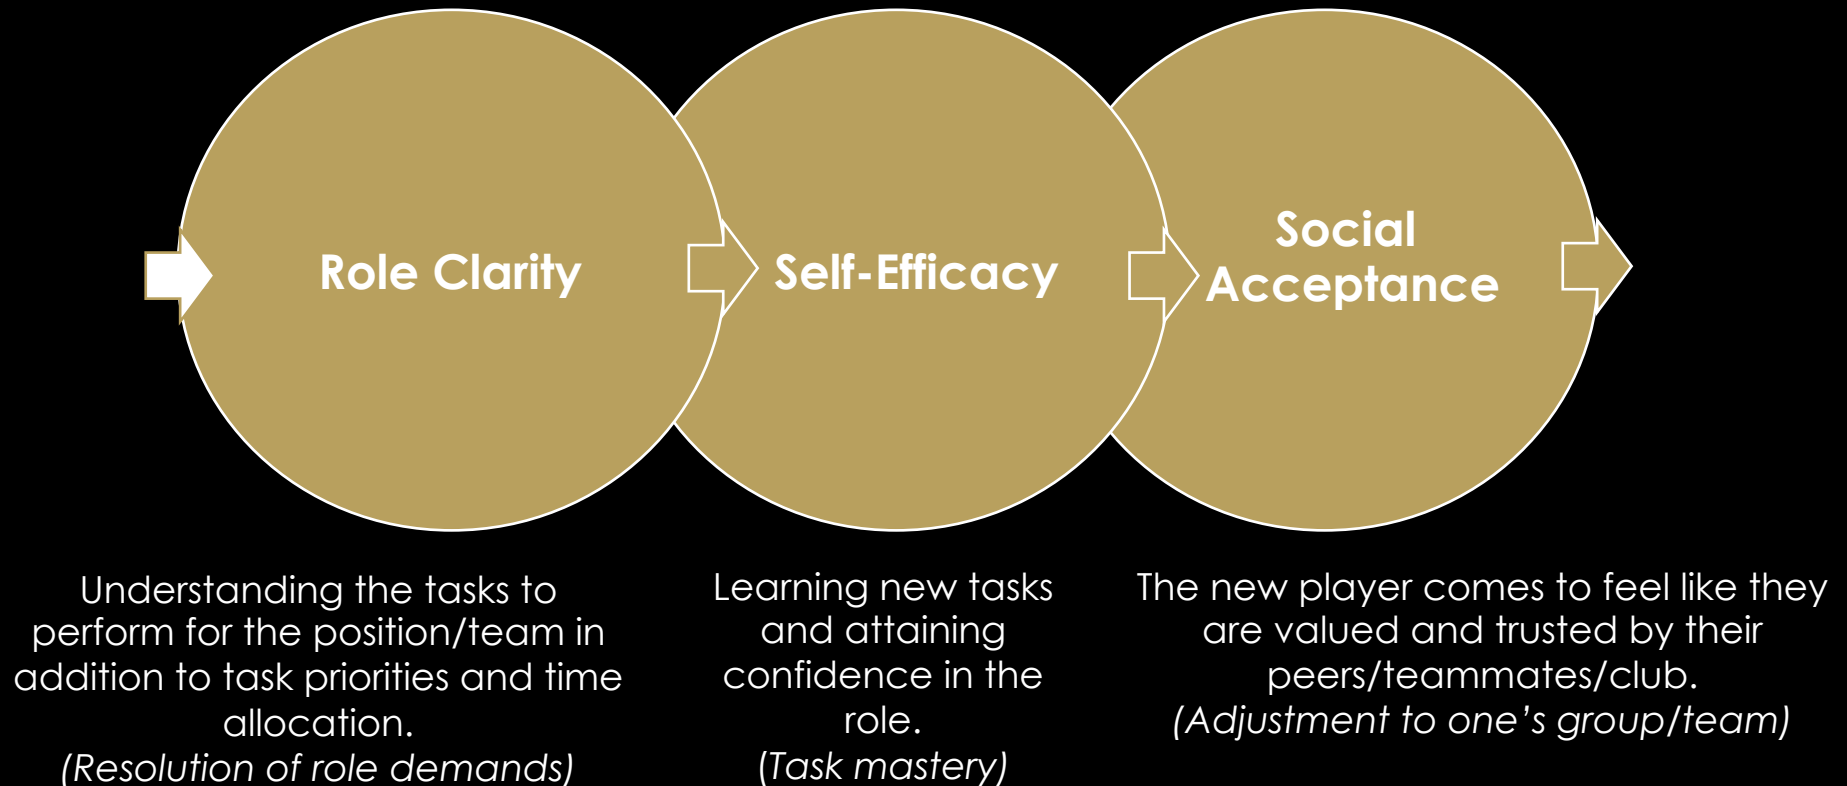 Role Clarity
Self-Efficacy
Social
Acceptance
Understanding the tasks to
perform for the position/team in
addition to task priorities and time
allocation.
(Resolution of role demands)
Learning new tasks
and attaining
confidence in the
role.
(Task mastery)
The new player comes to feel like they
are valued and trusted by their
peers/teammates/club.
(Adjustment to one’s group/team)